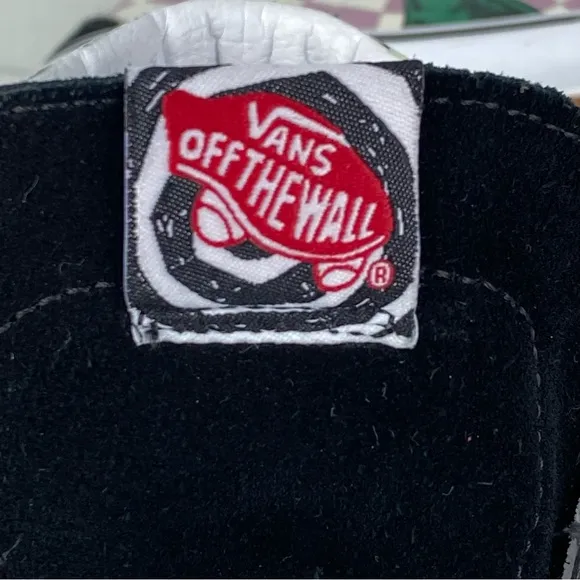 VANS
OFF THE WALL
®